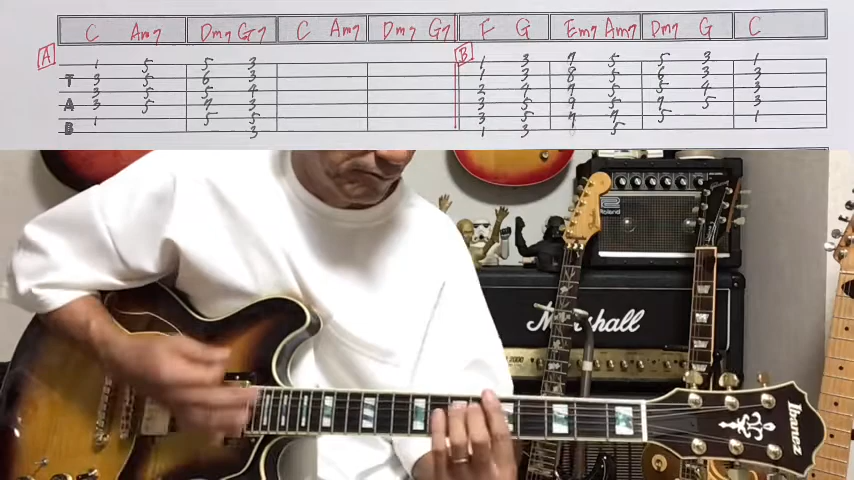 C Am7 Dm7 G7 C Am7 Dm7 G7 F G Em7 Am7 Dm7 G C
A B
1 5 5 3 1 3 7 5 5 3 1
T 3 5 6 3 1 3 8 5 6 3 3
3 5 5 4 2 4 7 5 5 4 3
A 3 5 7 3 3 5 9 5 7 5 3
1 5 5 3 5 7 7 5 1
B 3 1 3 5
Roland
Marshall
Ibanez